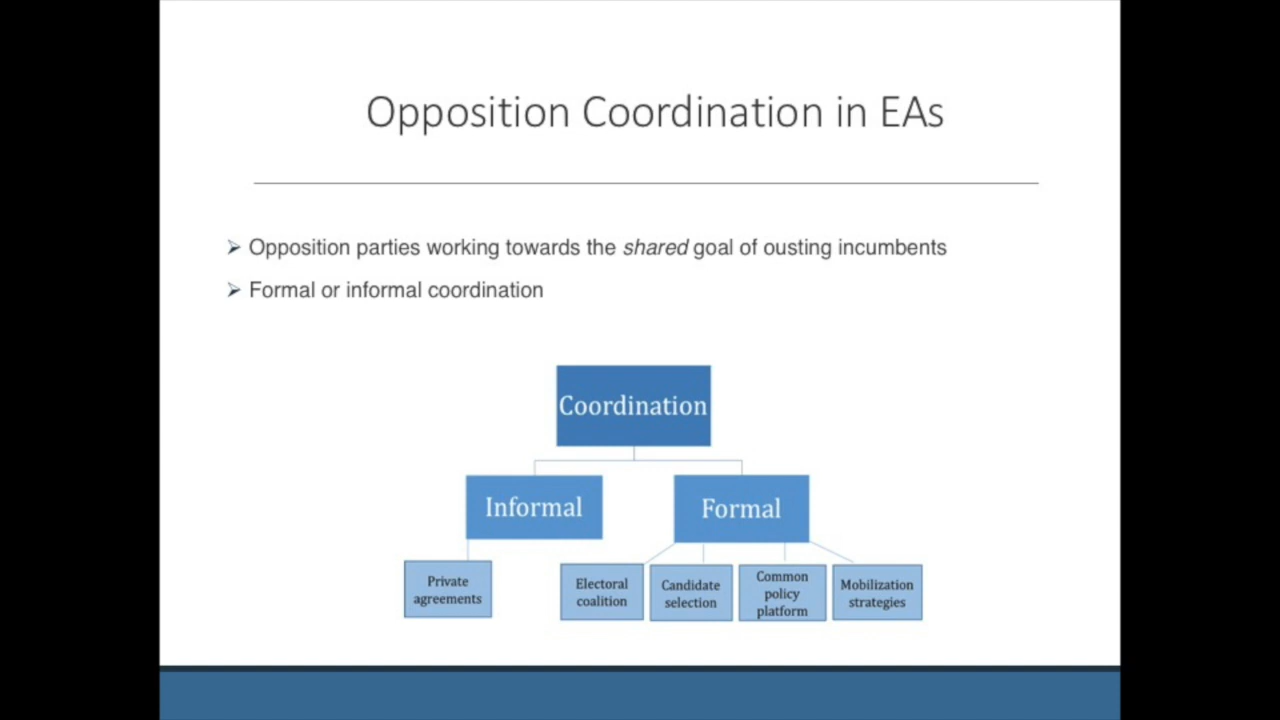 Opposition Coordination in EAs
Opposition parties working towards the shared goal of ousting incumbents
Formal or informal coordination
Coordination
Informal
Formal
Private
agreements
Electoral
coalition
Candidate
selection
Common
policy
platform
Mobilization
strategies